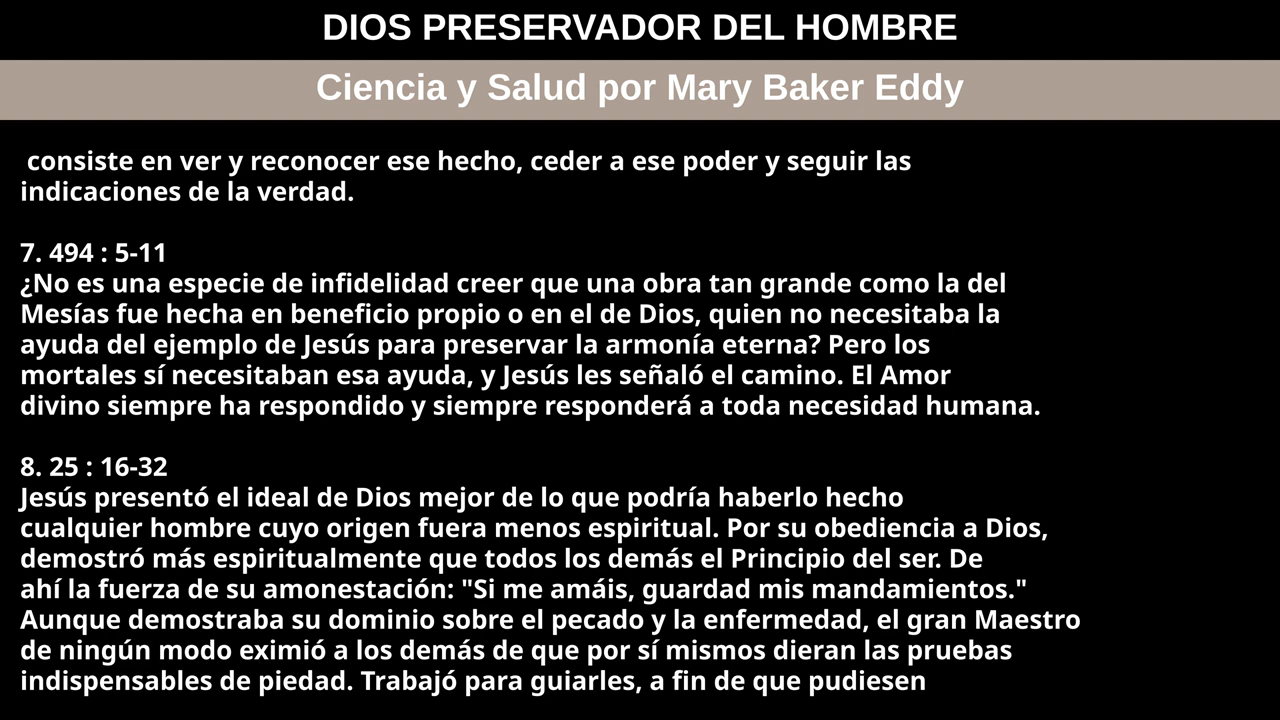 DIOS PRESERVADOR DEL HOMBRE
Ciencia y Salud por Mary Baker Eddy
consiste en ver y reconocer ese hecho, ceder a ese poder y seguir las
indicaciones de la verdad.
7. 494 : 5-11
¿No es una especie de infidelidad creer que una obra tan grande como la del
Mesías fue hecha en beneficio propio o en el de Dios, quien no necesitaba la
ayuda del ejemplo de Jesús para preservar la armonía eterna? Pero los
mortales sí necesitaban esa ayuda, y Jesús les señaló el camino. El Amor
divino siempre ha respondido y siempre responderá a toda necesidad humana.
8. 25 : 16-32
Jesús presentó el ideal de Dios mejor de lo que podría haberlo hecho
cualquier hombre cuyo origen fuera menos espiritual. Por su obediencia a Dios,
demostró más espiritualmente que todos los demás el Principio del ser. De
ahí la fuerza de su amonestación: "Si me amáis, guardad mis mandamientos."
Aunque demostraba su dominio sobre el pecado y la enfermedad, el gran Maestro
de ningún modo eximió a los demás de que por sí mismos dieran las pruebas
indispensables de piedad. Trabajó para guiarles, a fin de que pudiesen